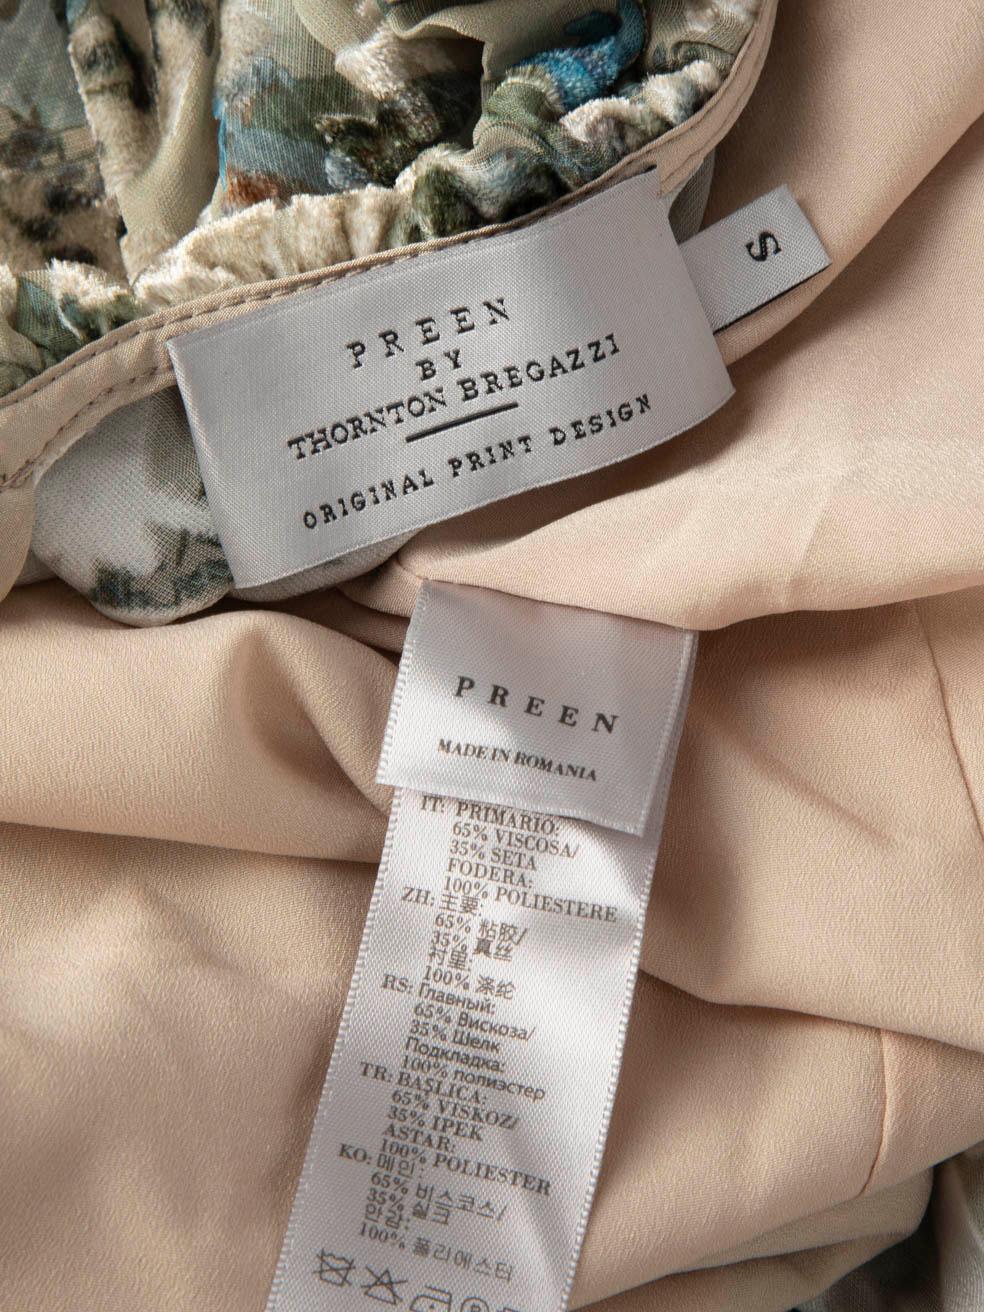 PREEN
BY
THORNTON BREGAZZI
ORIGINAL PRINT DESIGN
S
PREEN
MADE IN ROMANIA
IT: PRIMARIO:
65% VISCOSA/
35% SETA
FODERA:
100% POLIESTERE
ZH: 主要:
65% 粘胶/
35% 真丝
衬里:
100% 涤纶
RS: Главный:
65% Вискоза/
35% Шелк
Подкладка:
100% полиэстер
TR: BAŞLICA:
65% VISKOZ/
35% IPEK
ASTAR:
100% POLIESTER
KO: 메인:
65% 비스코스/
35% 실크
안감:
100% 폴리에스터